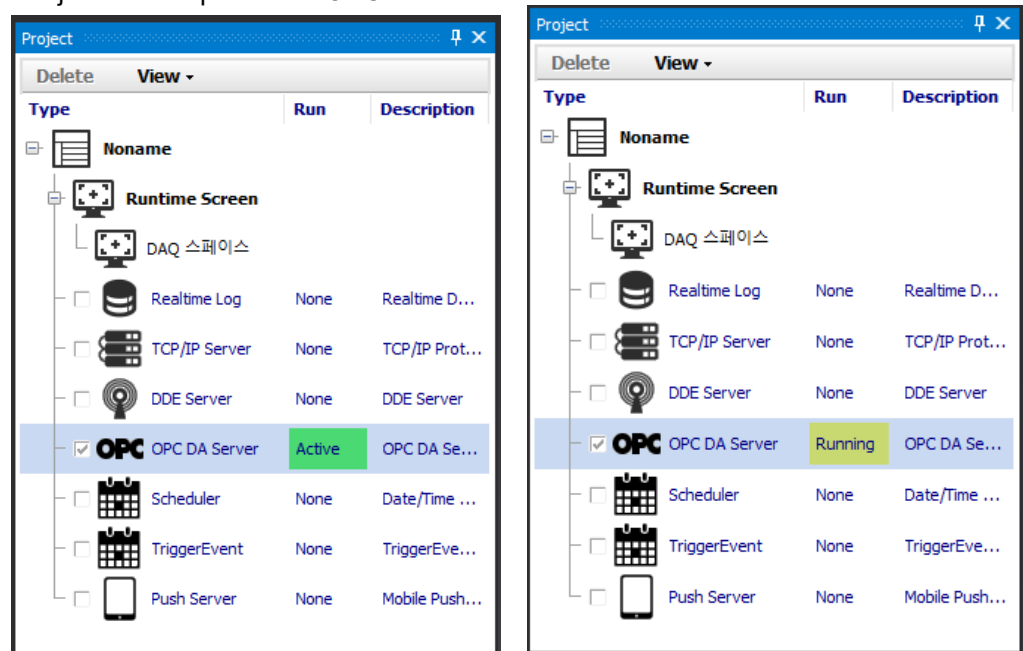 Project
Delete View
Type Run Description
Noname
Runtime Screen
DAQ 스페이스
Realtime Log None Realtime D...
TCP/IP Server None TCP/IP Prot...
DDE Server None DDE Server
OPC OPC DA Server Active OPC DA Se...
Scheduler None Date/Time ...
TriggerEvent None TriggerEve...
Push Server None Mobile Push...
Project
Delete View
Type Run Description
Noname
Runtime Screen
DAQ 스페이스
Realtime Log None Realtime D...
TCP/IP Server None TCP/IP Prot...
DDE Server None DDE Server
OPC OPC DA Server Running OPC DA Se...
Scheduler None Date/Time ...
TriggerEvent None TriggerEve...
Push Server None Mobile Push...